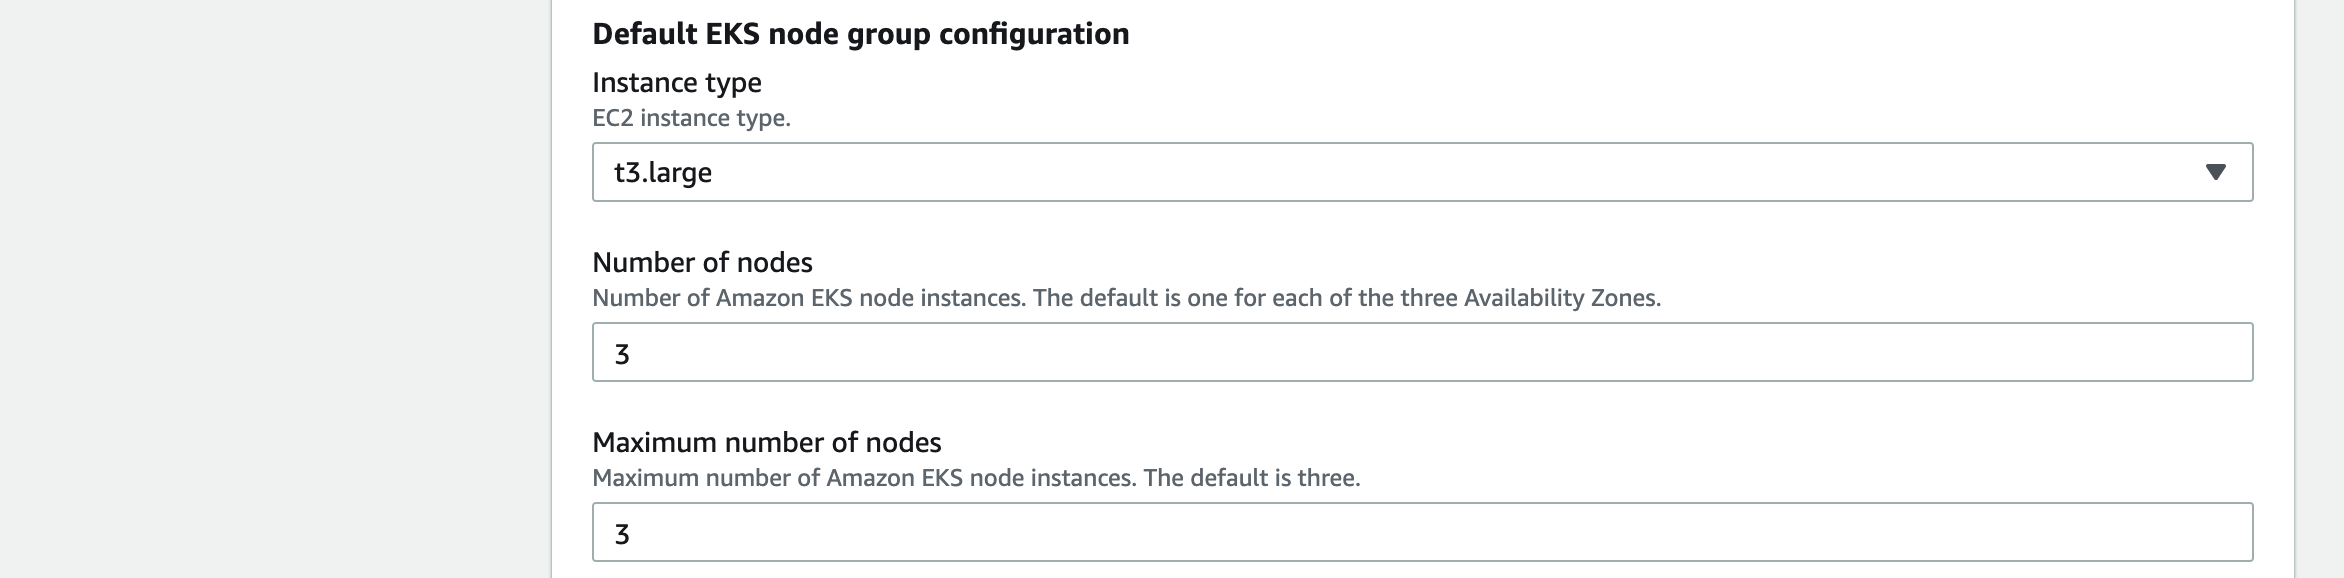 Default EKS node group configuration
Instance type
EC2 instance type.
t3.large
Number of nodes
Number of Amazon EKS node instances. The default is one for each of the three Availability Zones.
3
Maximum number of nodes
Maximum number of Amazon EKS node instances. The default is three.
3